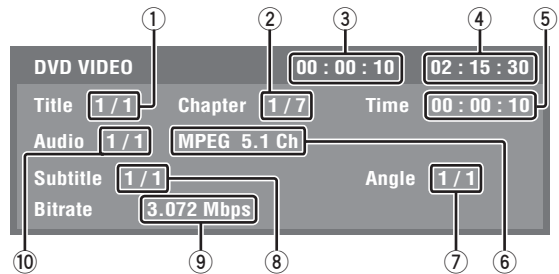 ① ② ③ ④ ⑤
DVD VIDEO 00 : 00 : 10 02 : 15 : 30
Title 1 / 1 Chapter 1 / 7 Time 00 : 00 : 10
Audio 1 / 1 MPEG 5.1 Ch
Subtitle 1 / 1 Angle 1 / 1
Bitrate 3.072 Mbps
⑩ ⑨ ⑧ ⑦ ⑥